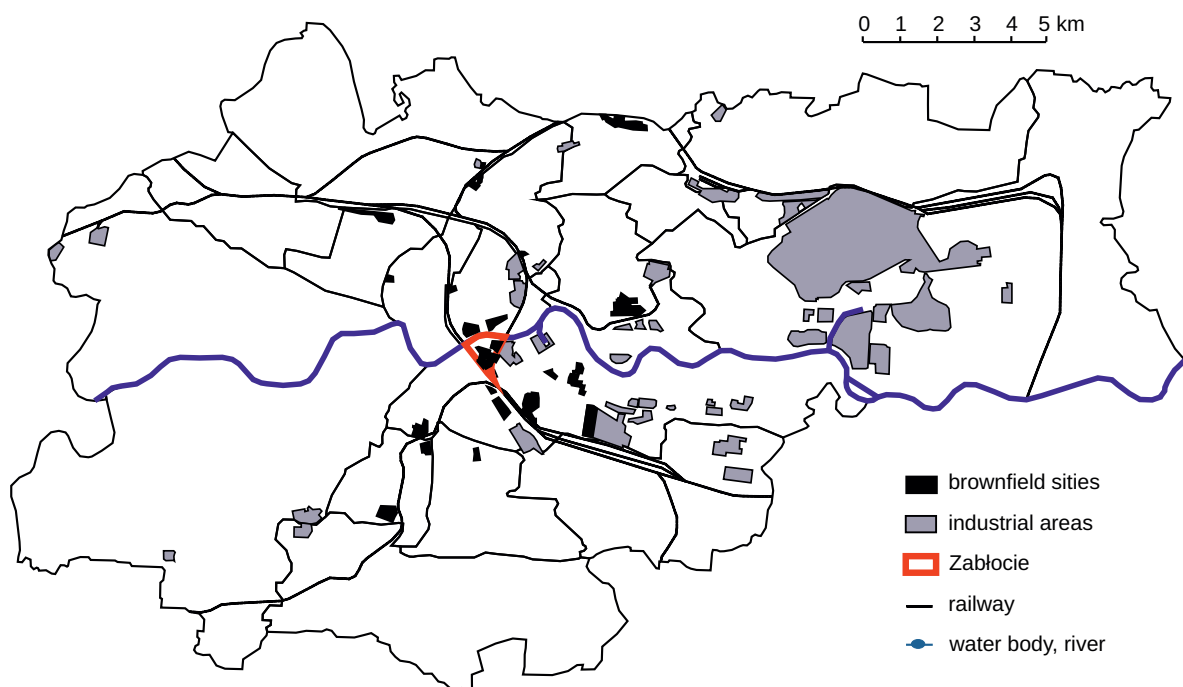 0 1 2 3 4 5 km
brownfield sities
industrial areas
Zabłocie
railway
water body, river